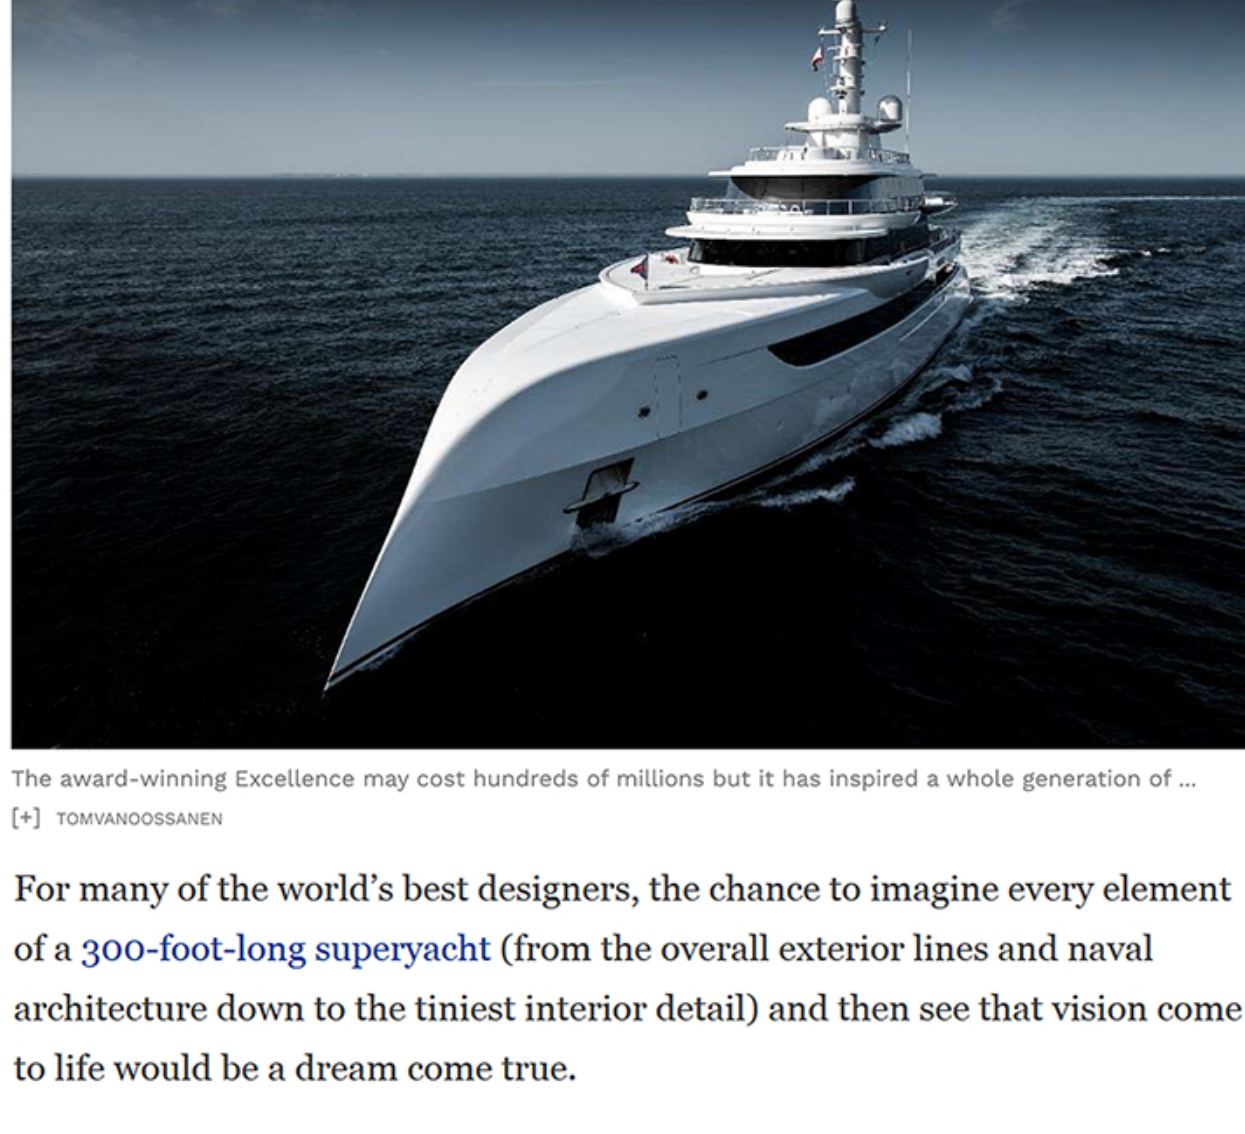 The award-winning Excellence may cost hundreds of millions but it has inspired a whole generation of ...
[+] TOMVANOOSSANEN
For many of the world’s best designers, the chance to imagine every element
of a 300-foot-long superyacht (from the overall exterior lines and naval
architecture down to the tiniest interior detail) and then see that vision come
to life would be a dream come true.